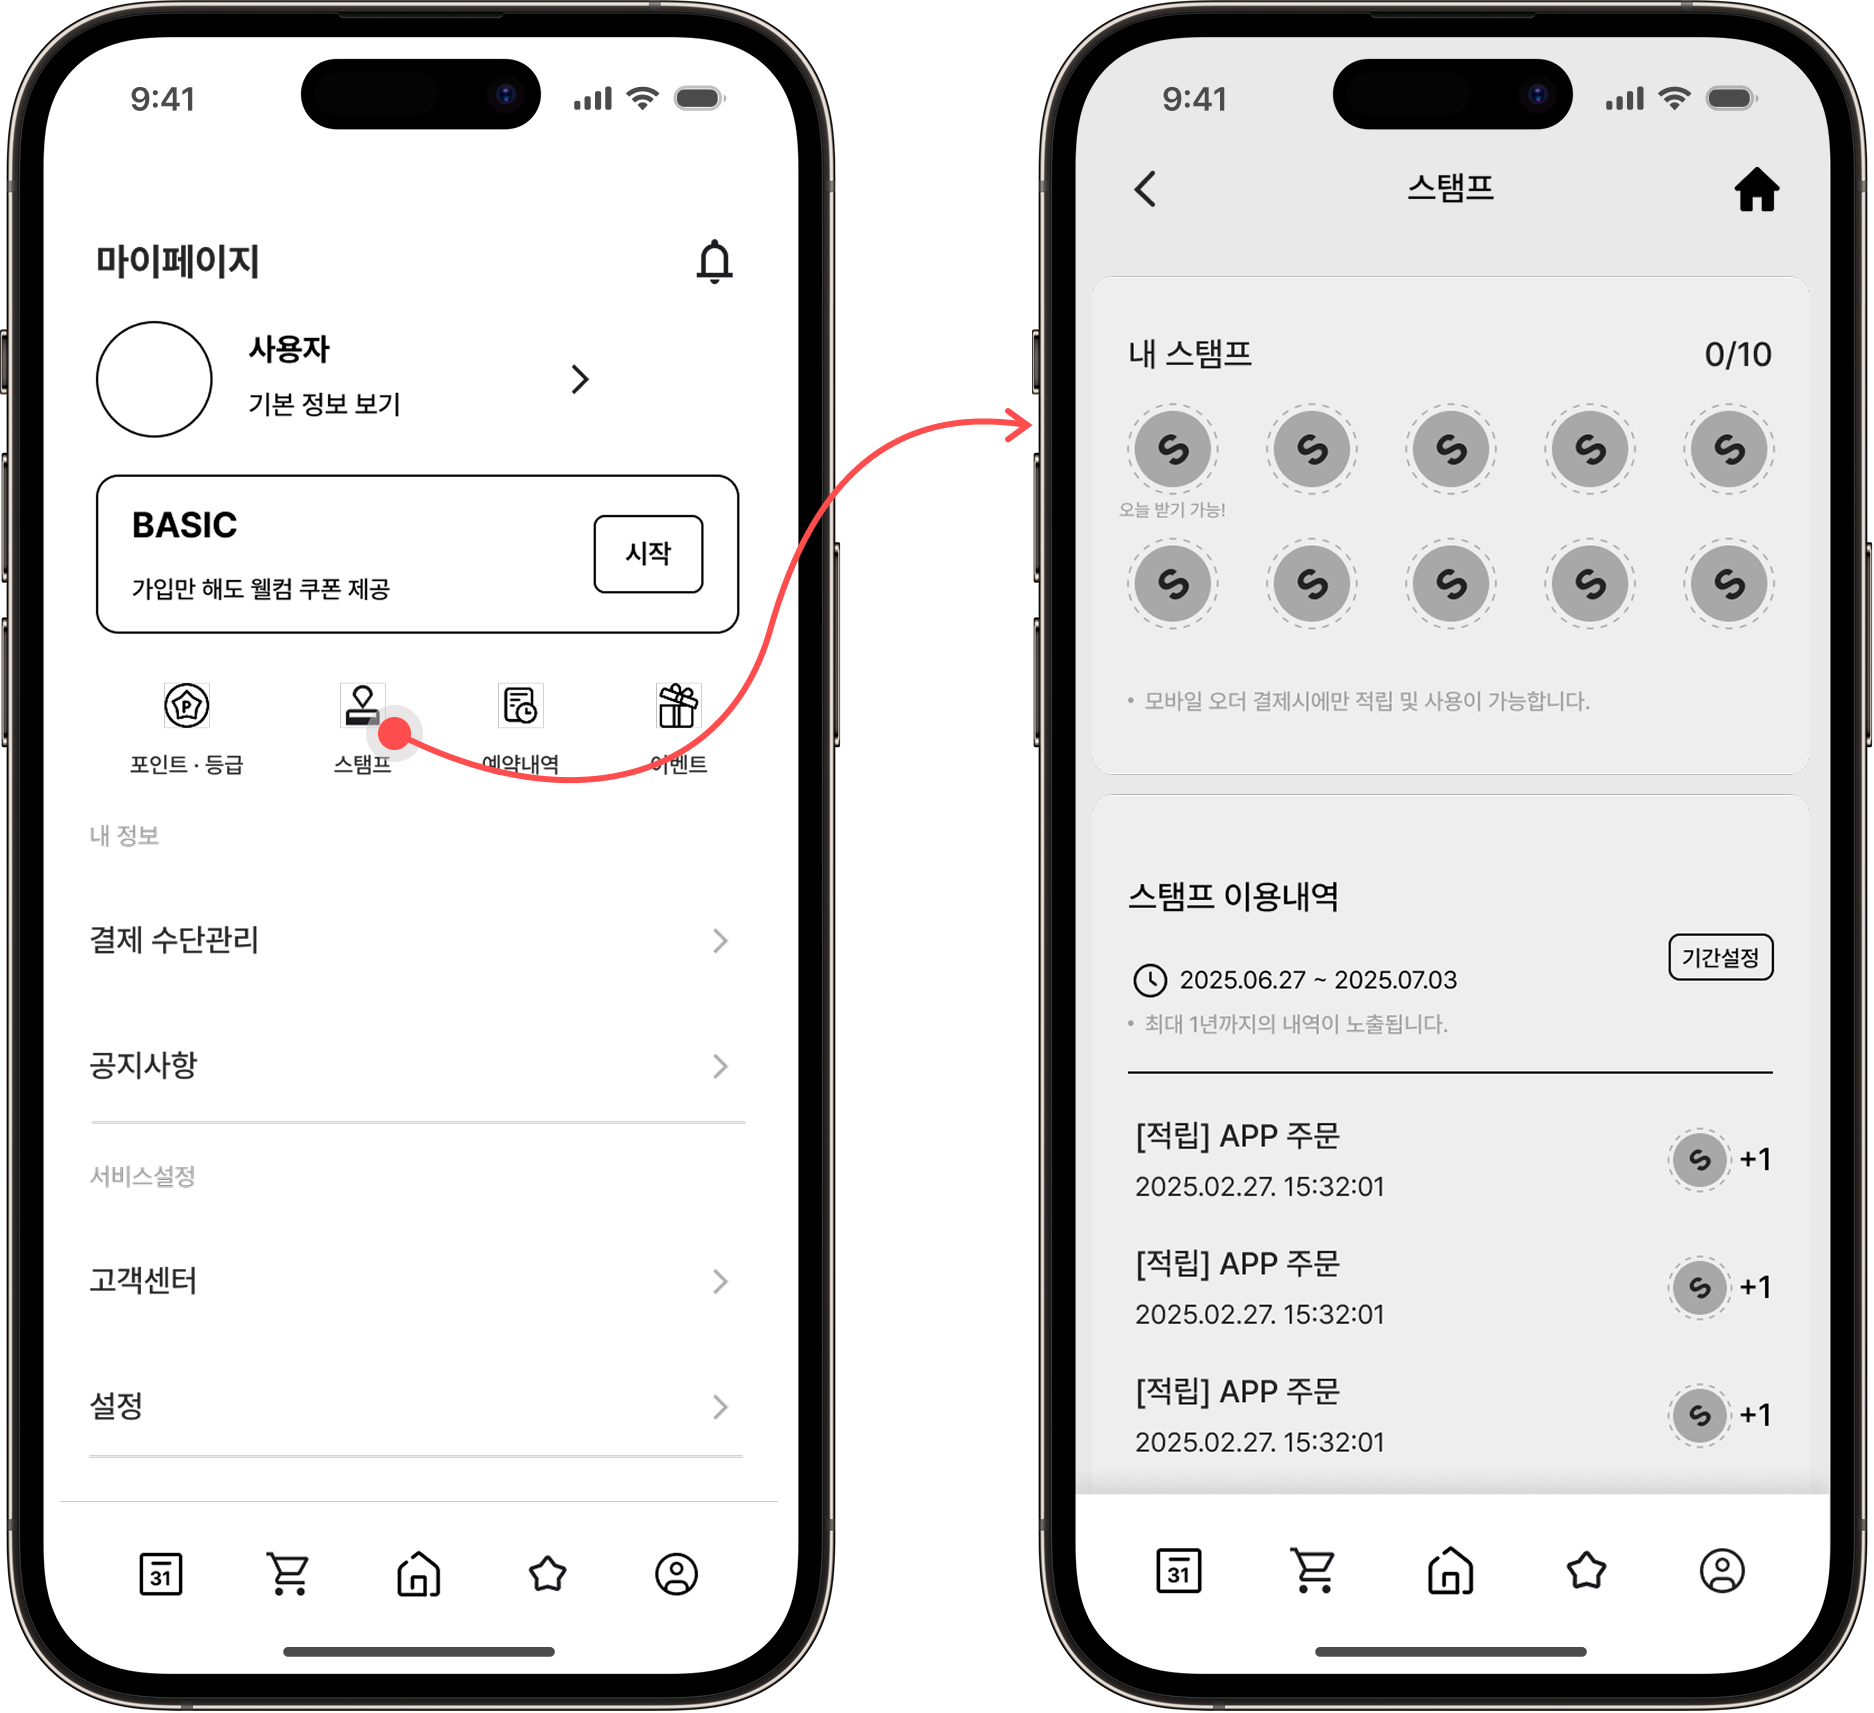 9:41
마이페이지
사용자
기본 정보 보기
BASIC
가입만 해도 웰컴 쿠폰 제공
시작
P
포인트 · 등급
스탬프
예약내역
이벤트
내 정보
결제 수단관리
공지사항
서비스설정
고객센터
설정
31
9:41
스탬프
내 스탬프
0/10
S S S S S
오늘 받기 가능!
S S S S S
• 모바일 오더 결제시에만 적립 및 사용이 가능합니다.
스탬프 이용내역
기간설정
2025.06.27 ~ 2025.07.03
• 최대 1년까지의 내역이 노출됩니다.
[적립] APP 주문
S +1
2025.02.27. 15:32:01
[적립] APP 주문
S +1
2025.02.27. 15:32:01
[적립] APP 주문
S +1
2025.02.27. 15:32:01
31